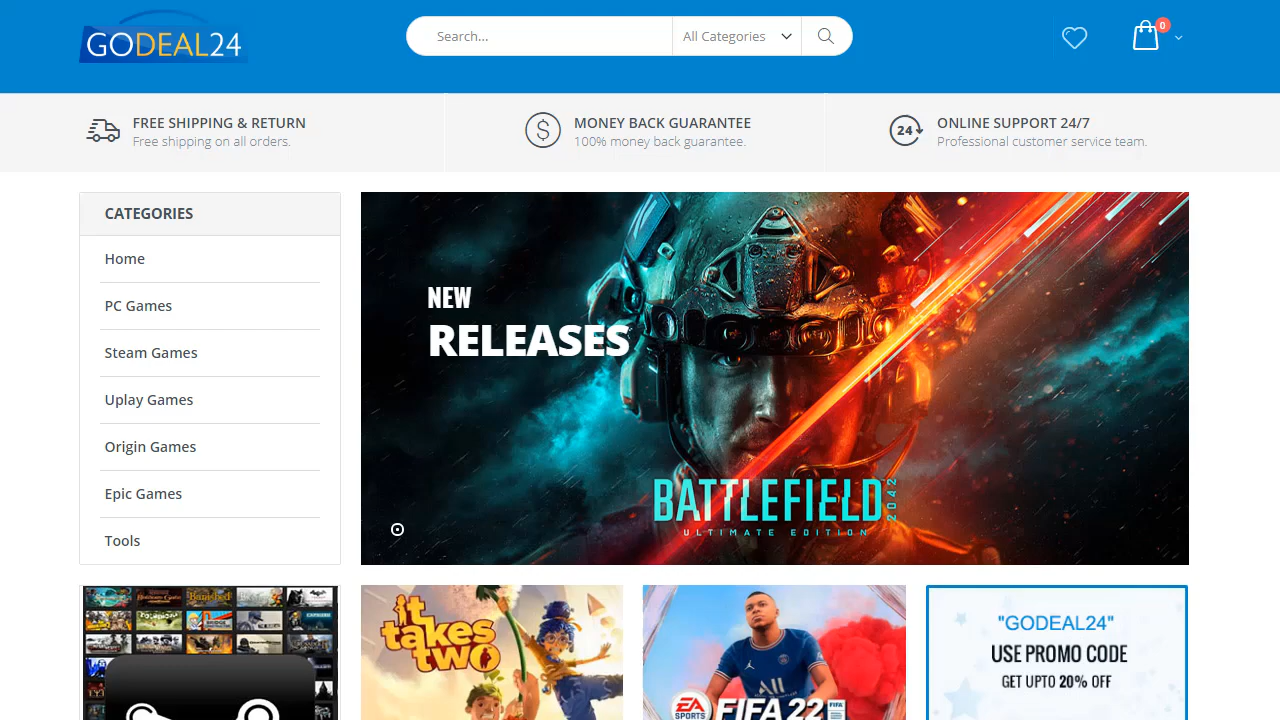 GODEAL24
Search...
All Categories
0
FREE SHIPPING & RETURN
Free shipping on all orders.
MONEY BACK GUARANTEE
100% money back guarantee.
24
ONLINE SUPPORT 24/7
Professional customer service team.
CATEGORIES
Home
PC Games
Steam Games
Uplay Games
Origin Games
Epic Games
Tools
NEW
RELEASES
BATTLEFIELD 2042
ULTIMATE EDITION
Banished
it
takes
two
EA
SPORTS
FIFA 22
FIFA
"GODEAL24"
USE PROMO CODE
GET UPTO 20% OFF